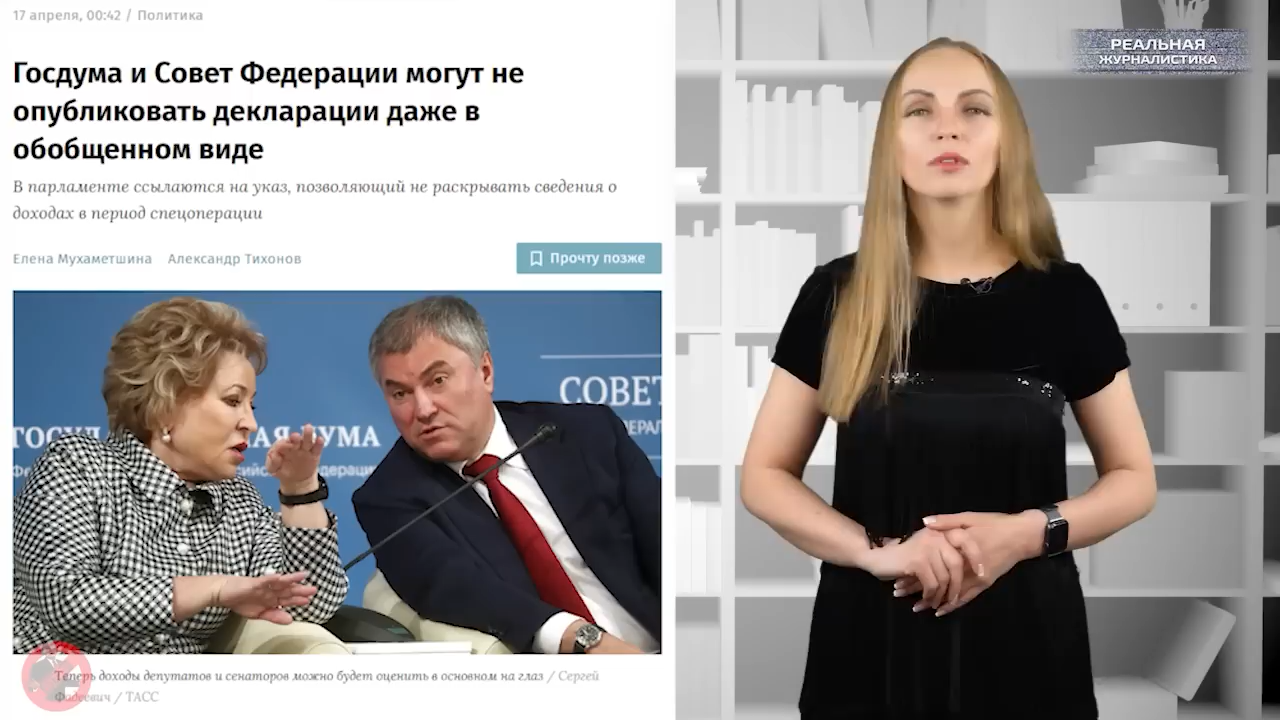 17 апреля, 00:42 / Политика
Госдума и Совет Федерации могут не
опубликовать декларации даже в
обобщенном виде
В парламенте ссылаются на указ, позволяющий не раскрывать сведения о
доходах в период спецоперации
Елена Мухаметшина Александр Тихонов
Прочту позже
СОВЕТ
АЯ ДУМА
Теперь доходы депутатов и сенаторов можно будет оценить в основном на глаз / Сергей
Фадеевич / ТАСС
РЕАЛЬНАЯ
ЖУРНАЛИСТИКА